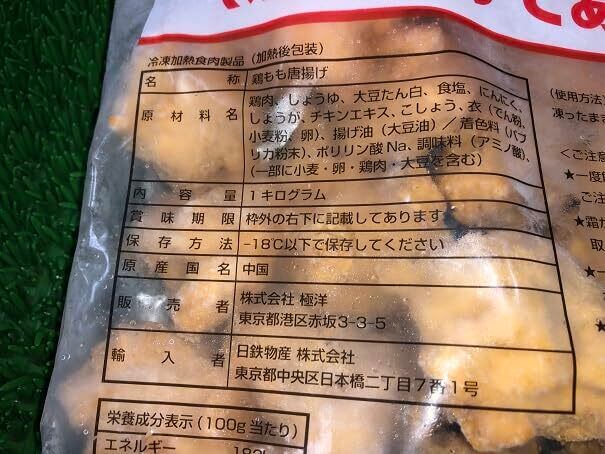 冷凍加熱食肉製品(加熱後包装)
名称 鶏もも唐揚げ
原材料名 鶏肉、しょうゆ、大豆たん白、食塩、にんにく、
しょうが、チキンエキス、こしょう、衣(でん粉、
小麦粉、卵)、揚げ油(大豆油)/着色料(パプ
リカ粉末)、ポリリン酸Na、調味料(アミノ酸)、
(一部に小麦・卵・鶏肉・大豆を含む)
内容量 1キログラム
賞味期限 枠外の右下に記載してあります
保存方法 -18℃以下で保存してください
原産国名 中国
販売者 株式会社 極洋
東京都港区赤坂3-3-5
輸入者 日鉄物産 株式会社
東京都中央区日本橋二丁目7番1号
栄養成分表示(100g当たり)
エネルギー
(使用方法
凍ったまま
<ご注意
★一度
ご注
★霜か
取い